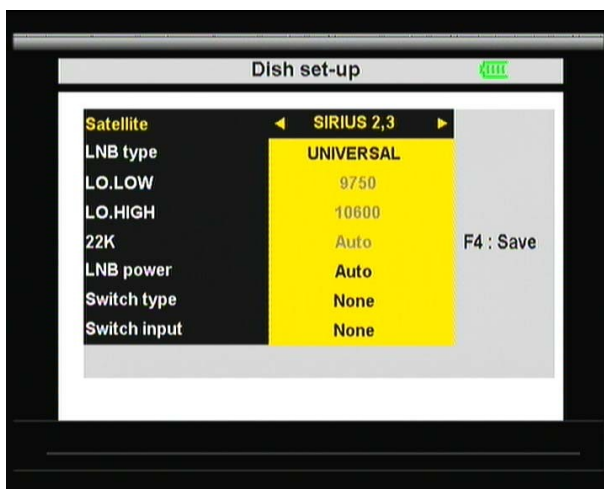 Dish set-up
Satellite SIRIUS 2,3
LNB type UNIVERSAL
LO.LOW 9750
LO.HIGH 10600
22K Auto F4 : Save
LNB power Auto
Switch type None
Switch input None